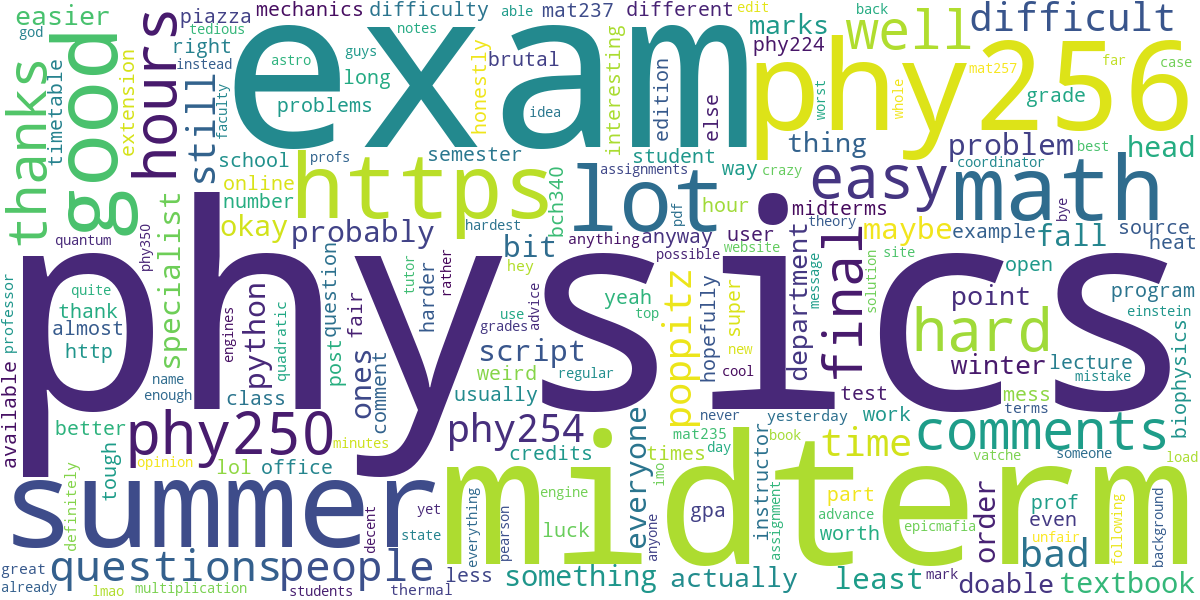 easier
god
tedious
piazza
mechanics
difficulty
able
mat237
different
edit
back
difficult
thanks
good
timetable
extension
hours
right
instead
still
faculty
exam
astro
guys
notes
long
problems
honestly
brutal
idea
interesting
edition
else
marks
phy224
phy256
well
worst
whole
mat257
far
case
grade
school
profs
semester
student
assignments
way
crazy
thing
problem
coordinator
best
head
online
number
https
hardest
bch340
lot
pdf
hour
easy
math
okay
probably
bit
anything
anyway
user
midterms
theory
maybe
example
bye
fall
source
heat
quantum
phy350
specialist
physics
hey
possible
website
department
message
final
site
solution
open
professor
quite
thank
almost
http
available
name
enough
python
engines
quadratic
class
post
question
fair
ones
comment
harder
tutor
rather
script
weird
usually
use
grades
advice
regular
yeah
top
poppitz
hopefully
super
new
cool
point
hard
winter
lecture
mistake
program
einstein
biophysics
test
mess
terms
work
never
yesterday
better
tough
opinion
phy250
minutes
lol
office
phy254
credits
everyone
mat235
times
day
imo
book
instructor
time
comments
vatche
someone
load
definitely
summer
yet
state
decent
everything
pearson
midterm
engine
luck
anyone
gpa
assignment
part
advance
worth
epicmafia
order
prof
even
unfair
following
background
great
already
questions
people
lmao
multiplication
students
thermal
less
something
actually
least
mark
doable
bad
textbook